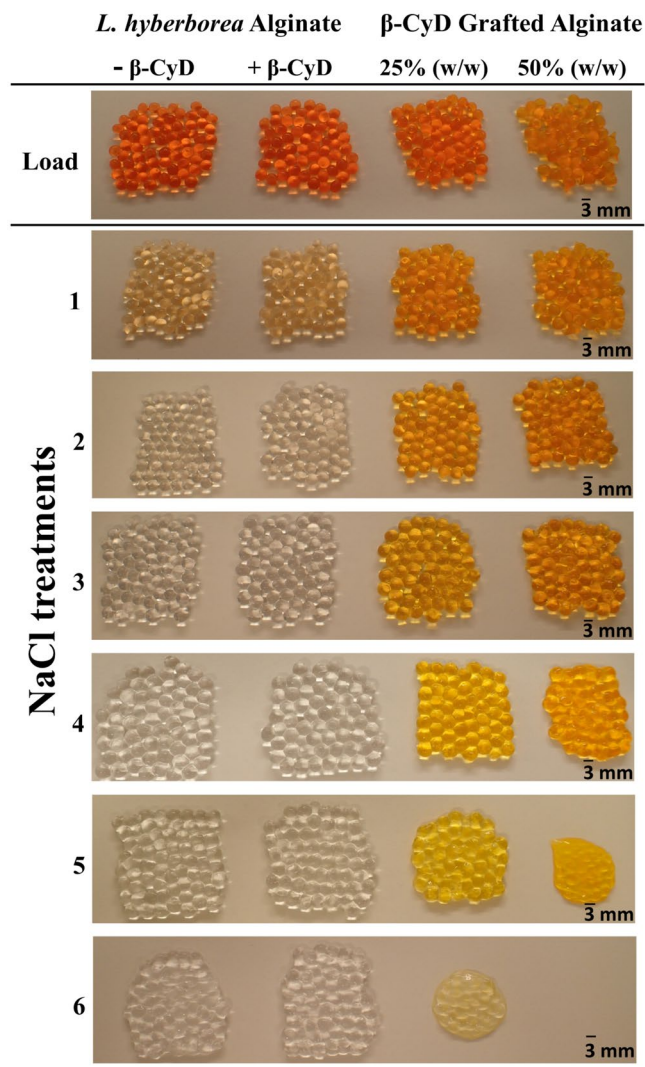 L. hyberborea Alginate β-CyD Grafted Alginate
- β-CyD + β-CyD 25% (w/w) 50% (w/w)
Load
3 mm
1
3 mm
2
3 mm
NaCl treatments
3
3 mm
4
3 mm
5
3 mm
6
3 mm